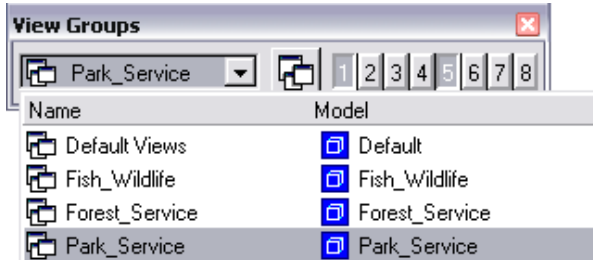 View Groups
Park_Service 1 2 3 4 5 6 7 8
Name Model
Default Views Default
Fish_Wildlife Fish_Wildlife
Forest_Service Forest_Service
Park_Service Park_Service